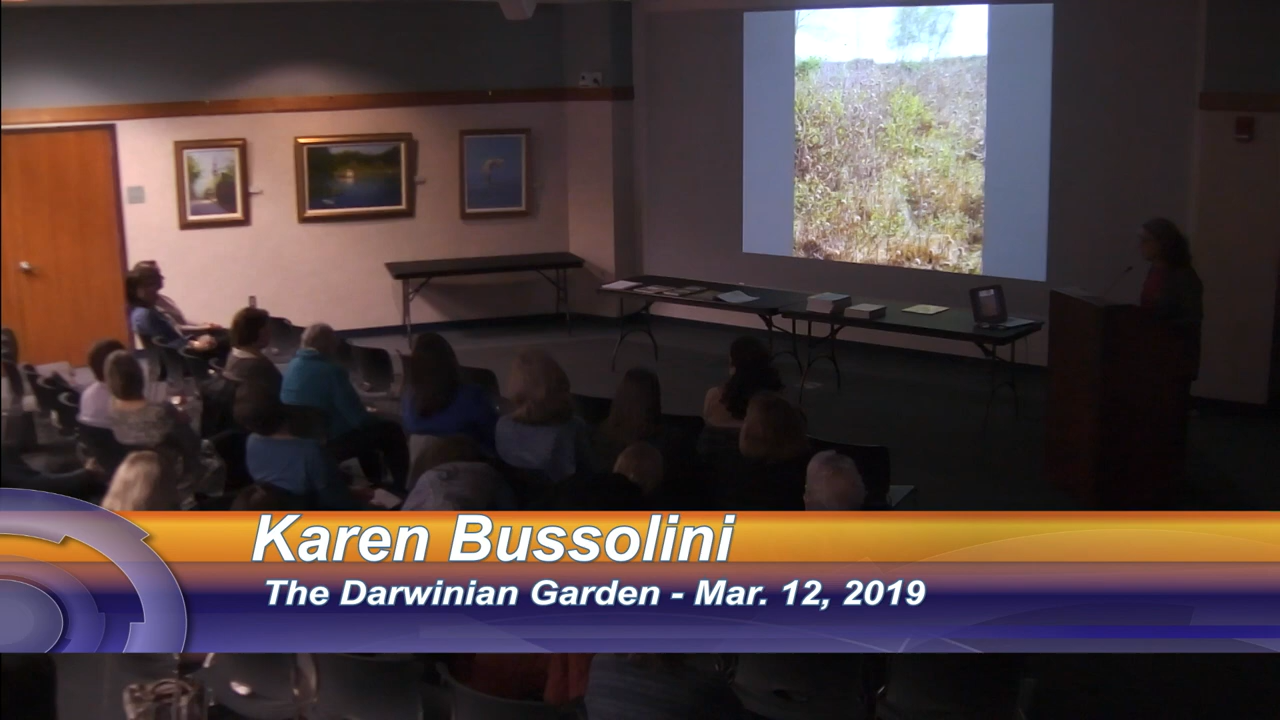 Karen Bussolini
The Darwinian Garden - Mar. 12, 2019